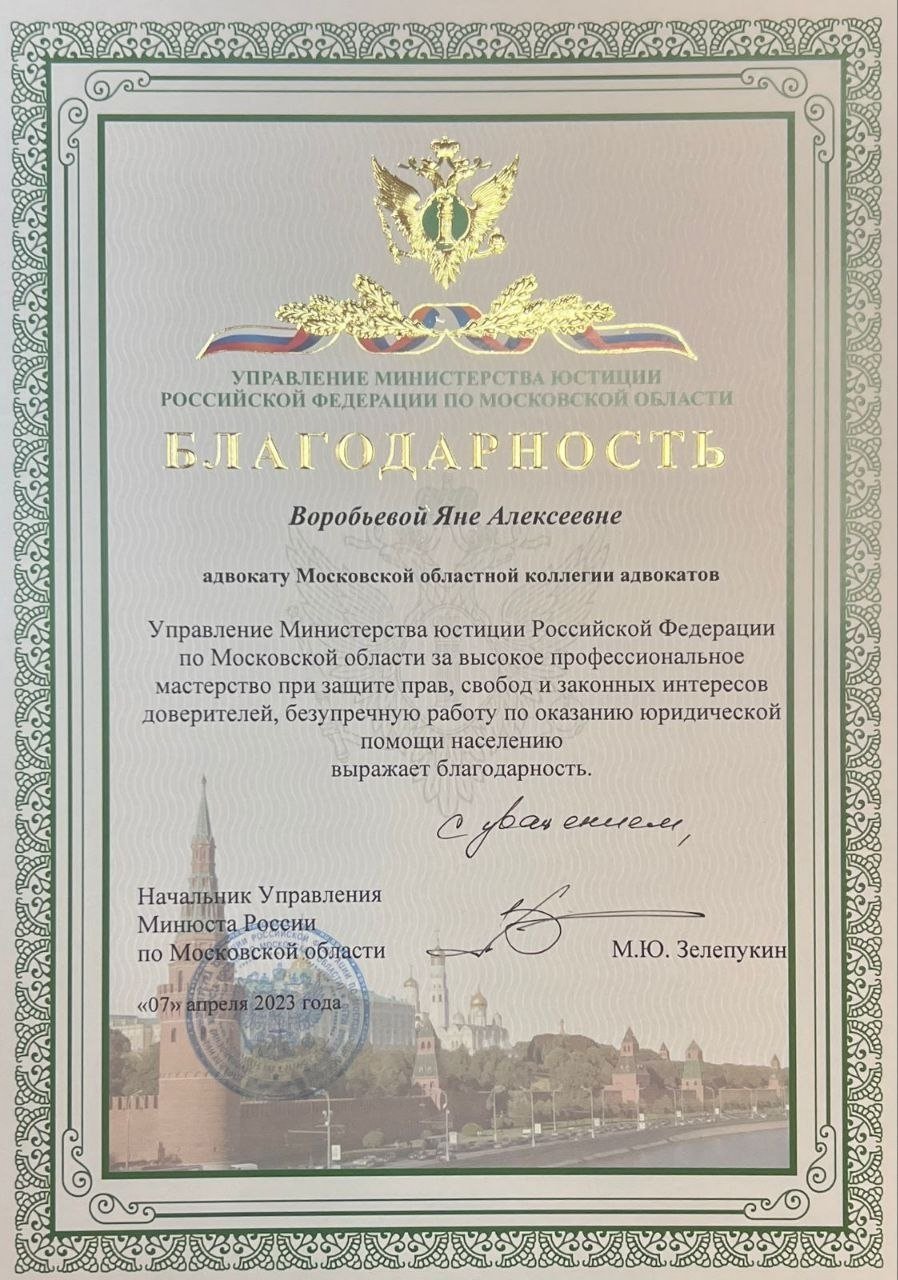 УПРАВЛЕНИЕ МИНИСТЕРСТВА ЮСТИЦИИ
РОССИЙСКОЙ ФЕДЕРАЦИИ ПО МОСКОВСКОЙ ОБЛАСТИ
БЛАГОДАРНОСТЬ
Воробьевой Яне Алексеевне
адвокату Московской областной коллегии адвокатов
Управление Министерства юстиции Российской Федерации
по Московской области за высокое профессиональное
мастерство при защите прав, свобод и законных интересов
доверителей, безупречную работу по оказанию юридической
помощи населению
выражает благодарность.
с уважением,
Начальник Управления
Минюста России
по Московской области
М.Ю. Зелепукин
«07» апреля 2023 года